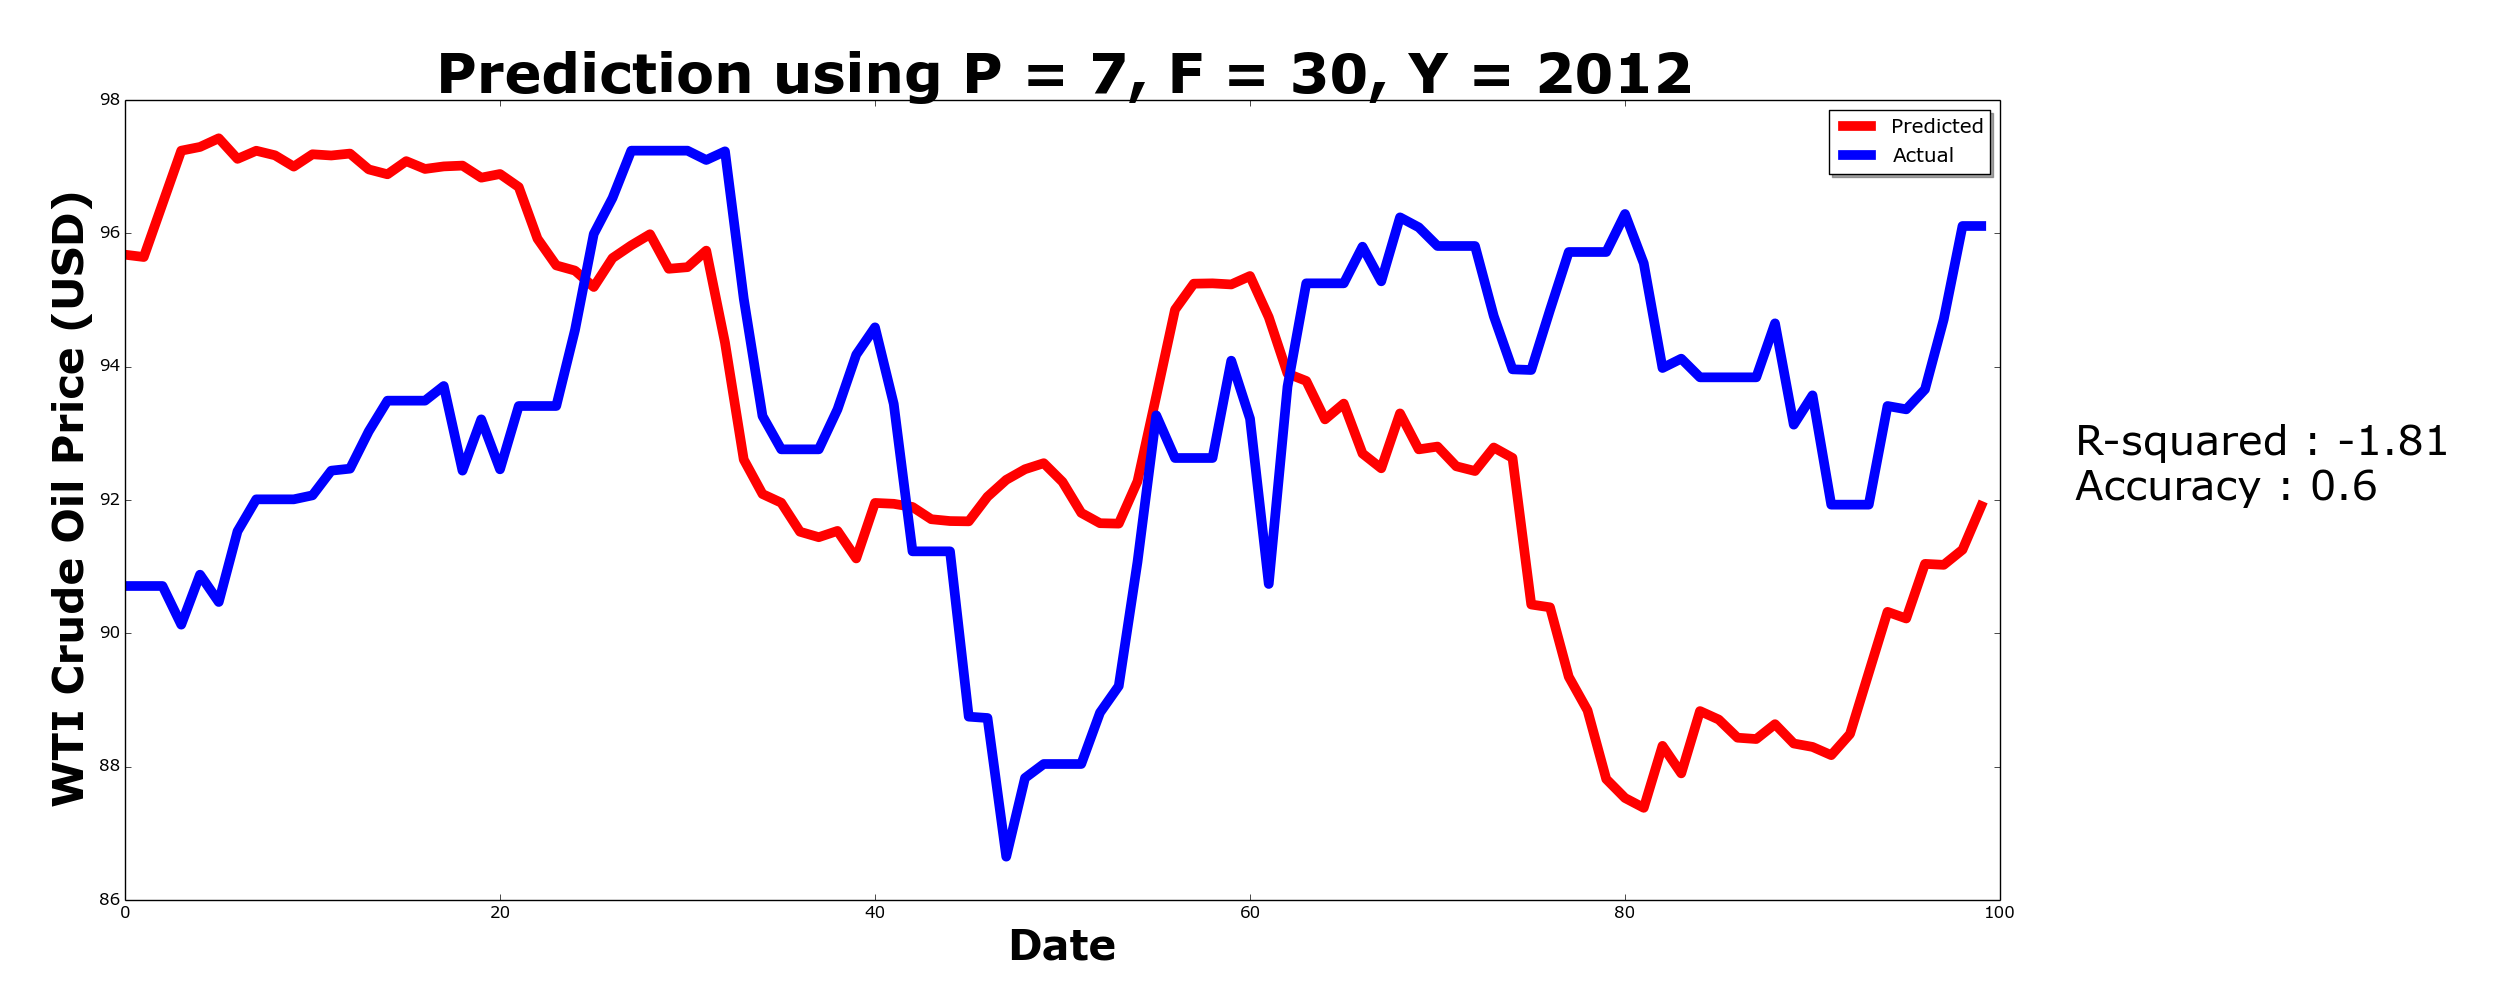 Prediction using P = 7, F = 30, Y = 2012
Predicted
Actual
WTI Crude Oil Price (USD)
98
96
94
92
90
88
86
0 20 40 60 80 100
Date
R-squared : -1.81
Accuracy : 0.6